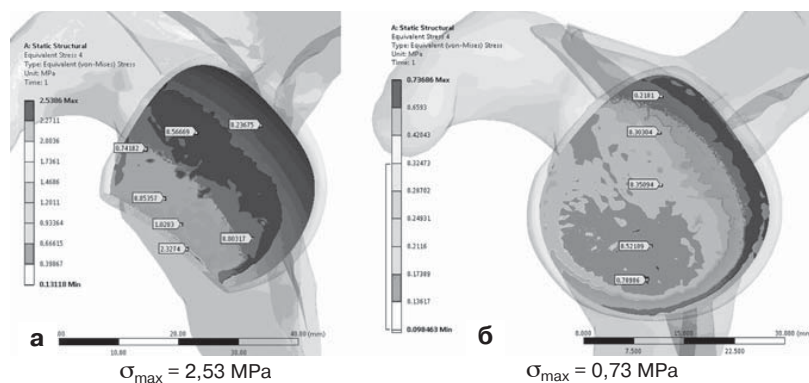 A: Static Structural
Equivalent Stress 4
Type: Equivalent (von-Mises) Stress
Unit: MPa
Time: 1
2.5386 Max
2.2711
2.0036
1.7361
1.4686
1.2011
0.93364
0.66615
0.39867
0.13118 Min
0.23675
0.56669
0.74182
0.85357
1.0283
0.80317
2.3274
.00
20.00
40.00 (mm)
10.00
30.00
а
σmax = 2,53 MPa
A: Static Structural
Equivalent Stress 4
Type: Equivalent (von-Mises) Stress
Unit: MPa
Time: 1
0.73686 Max
0.6593
0.42043
0.32473
0.28702
0.24931
0.2116
0.17389
0.13617
0.098463 Min
0.2181
0.30304
0.35094
0.52189
0.70886
0.000
15.000
30.000 (mm)
7.500
22.500
б
σmax = 0,73 MPa